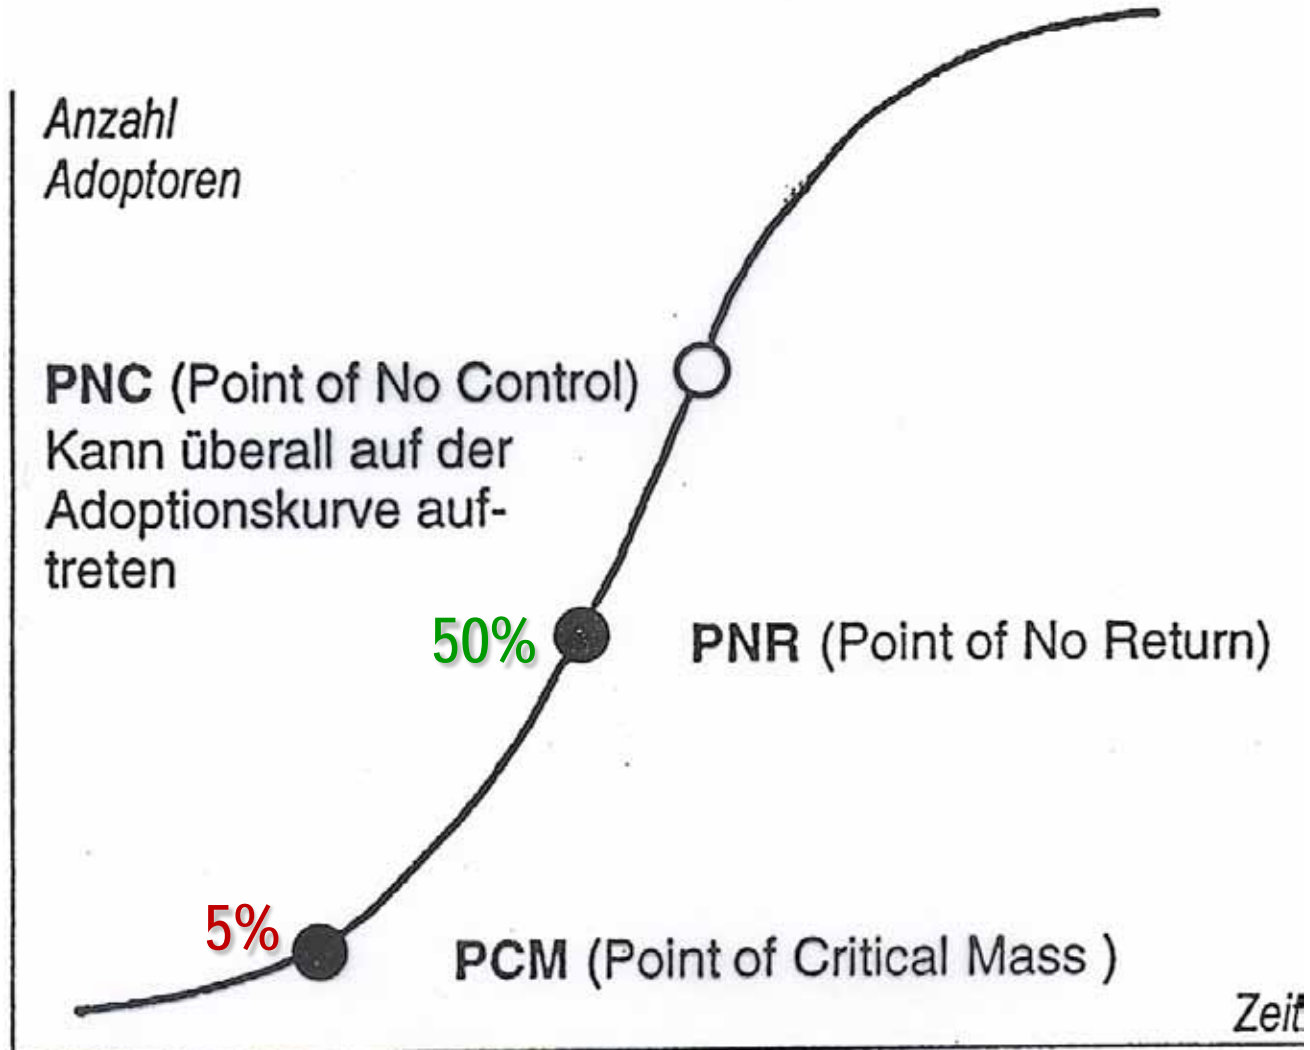 Anzahl
Adoptoren
PNC (Point of No Control)
Kann überall auf der
Adoptionskurve auf-
treten
50%
PNR (Point of No Return)
5%
PCM (Point of Critical Mass )
Zeit